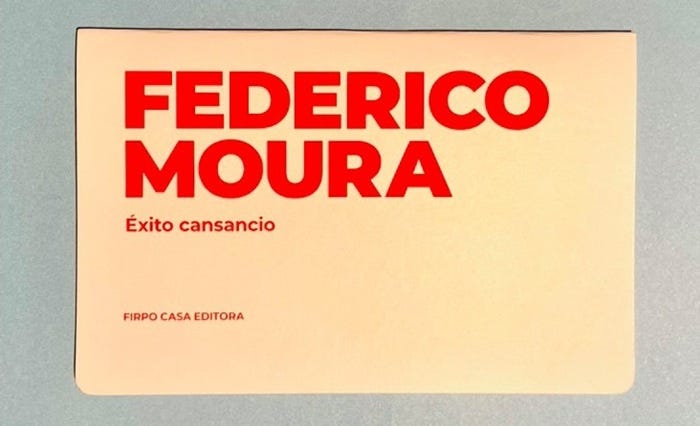 FEDERICO
MOURA
Éxito cansancio
FIRPO CASA EDITORA